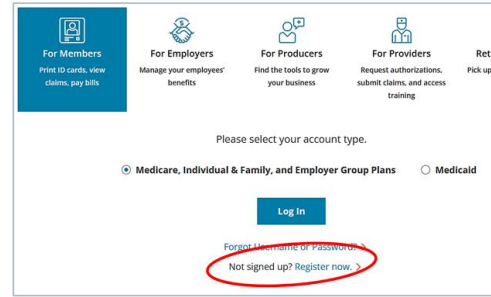 For Members
Print ID cards, view
claims, pay bills
For Employers
Manage your employees'
benefits
For Producers
Find the tools to grow
your business
For Providers
Request authorizations,
submit claims, and access
training
Ret
Pick up
Please select your account type.
Medicare, Individual & Family, and Employer Group Plans
Medicaid
Log In
Forgot Username or Password? >
Not signed up? Register now. >